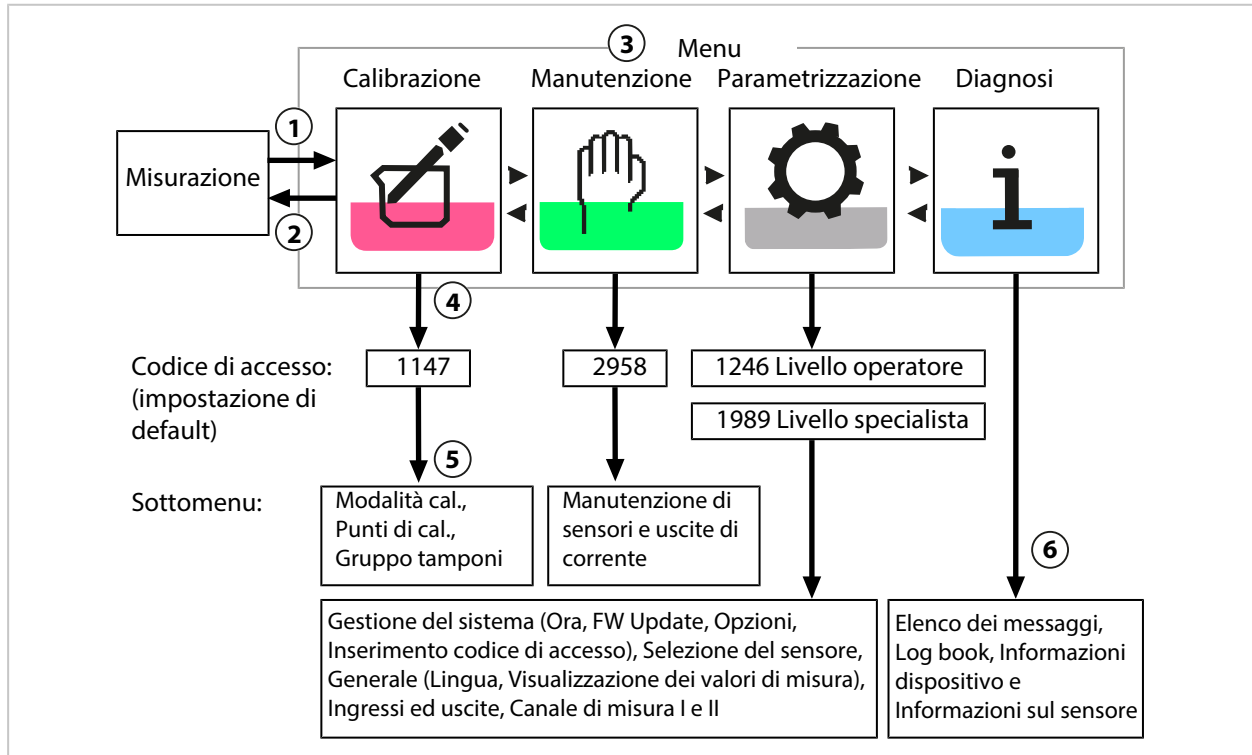 3 Menu
Calibrazione Manutenzione Parametrizzazione Diagnosi
1
Misurazione
2
4
Codice di accesso:
(impostazione di
default)
1147
2958
1246 Livello operatore
1989 Livello specialista
5
Sottomenu:
Modalità cal.,
Punti di cal.,
Gruppo tamponi
Manutenzione di
sensori e uscite di
corrente
6
Gestione del sistema (Ora, FW Update, Opzioni,
Inserimento codice di accesso), Selezione del sensore,
Generale (Lingua, Visualizzazione dei valori di misura),
Ingressi ed uscite, Canale di misura I e II
Elenco dei messaggi,
Log book, Informazioni
dispositivo e
Informazioni sul sensore